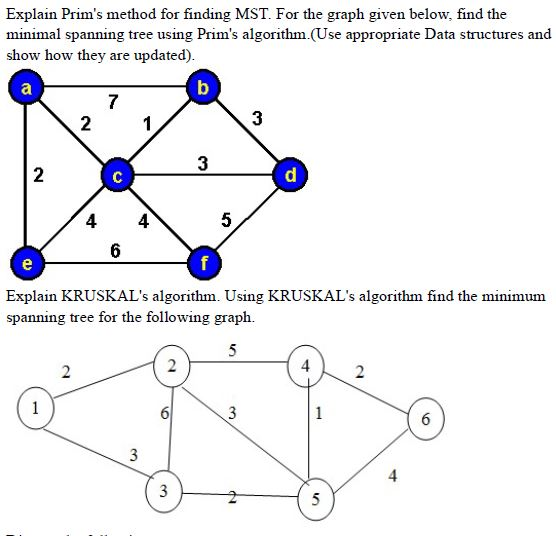 Explain Prim's method for finding MST. For the graph given below, find the
minimal spanning tree using Prim's algorithm.(Use appropriate Data structures and
show how they are updated).
a
b
7
2
1
3
2
c
3
d
4
4
5
6
e
f
Explain KRUSKAL's algorithm. Using KRUSKAL's algorithm find the minimum
spanning tree for the following graph.
5
2
2
4
2
1
6
3
1
6
3
4
3
2
5